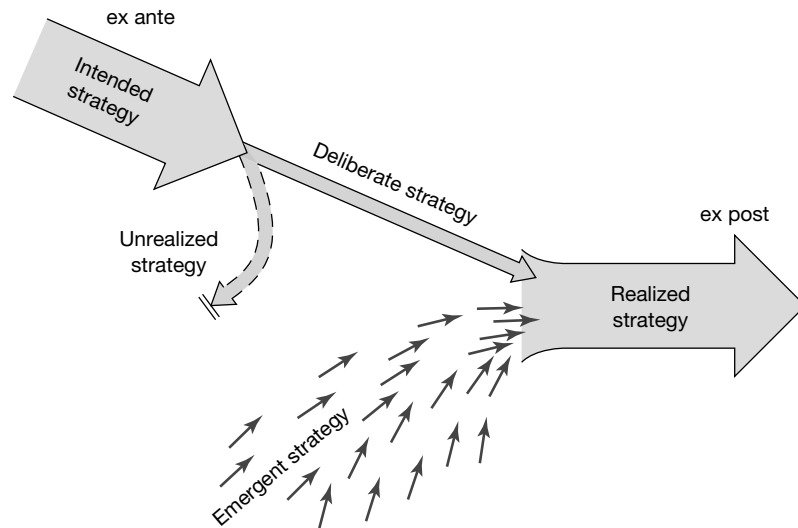 ex ante
Intended
strategy
Deliberate strategy
Unrealized
strategy
ex post
Realized
strategy
Emergent strategy